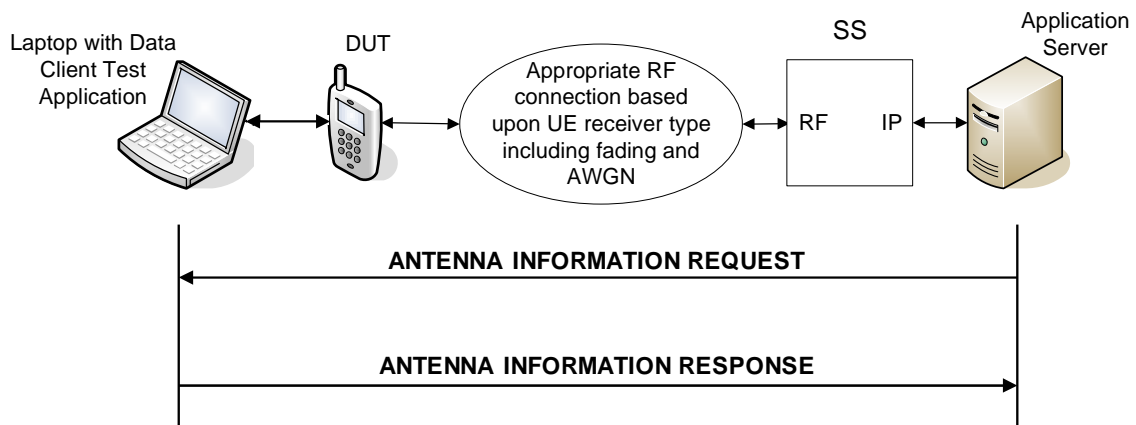 Laptop with Data
Client Test
Application
DUT
Appropriate RF
connection based
upon UE receiver type
including fading and
AWGN
SS
RF
IP
Application
Server
ANTENNA INFORMATION REQUEST
ANTENNA INFORMATION RESPONSE